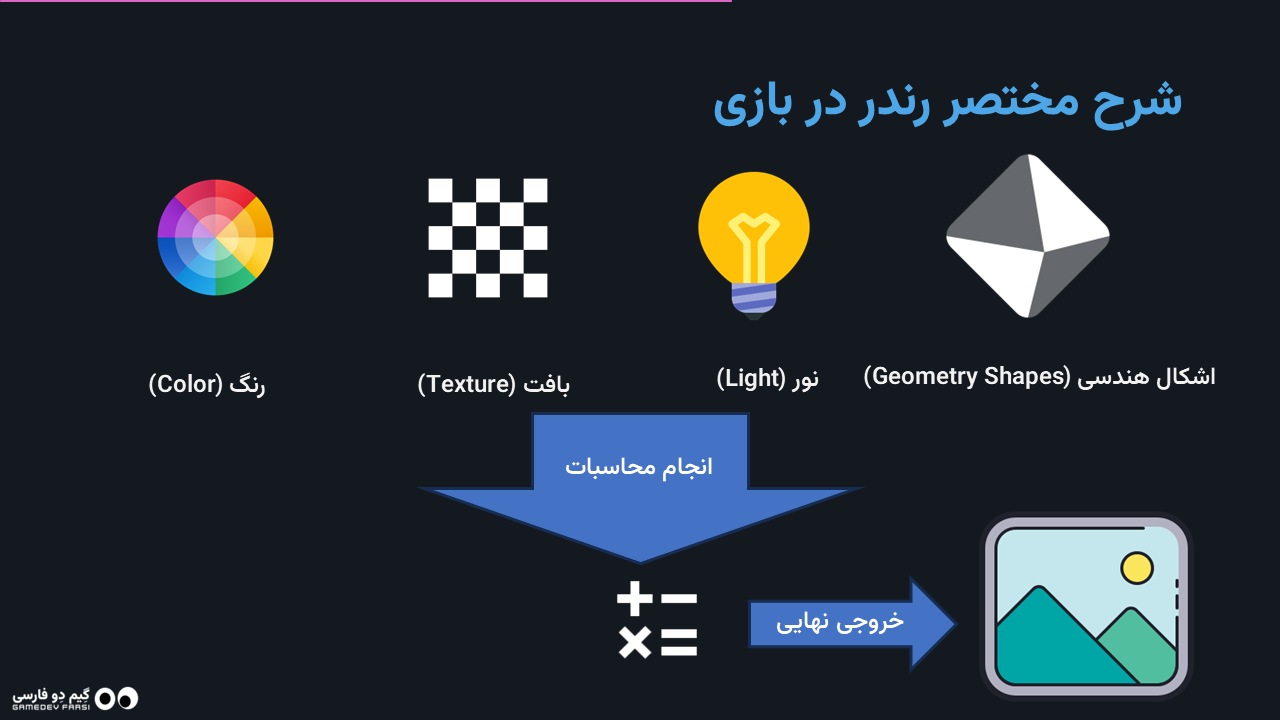 شرح مختصر رندر در بازی
اشکال هندسی (Geometry Shapes)
نور (Light)
بافت (Texture)
رنگ (Color)
انجام محاسبات
خروجی نهایی
گیم دِو فارسی
GAMEDEV FARSI